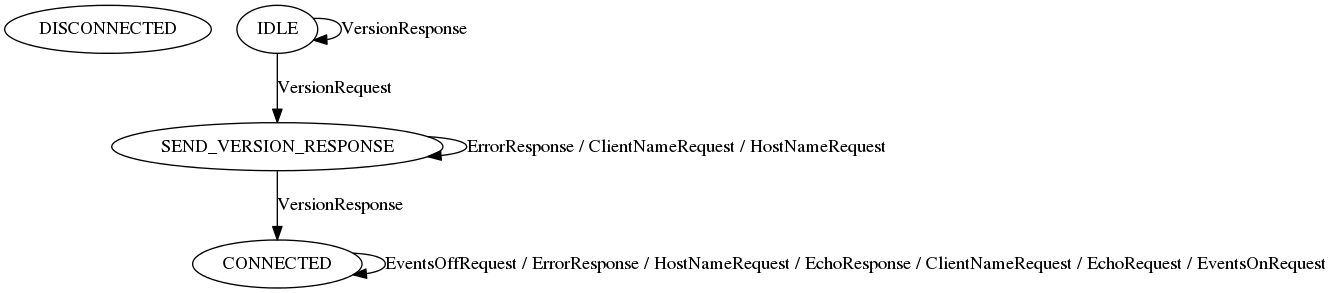 DISCONNECTED
IDLE
VersionResponse
VersionRequest
SEND_VERSION_RESPONSE
ErrorResponse / ClientNameRequest / HostNameRequest
VersionResponse
CONNECTED
EventsOffRequest / ErrorResponse / HostNameRequest / EchoResponse / ClientNameRequest / EchoRequest / EventsOnRequest